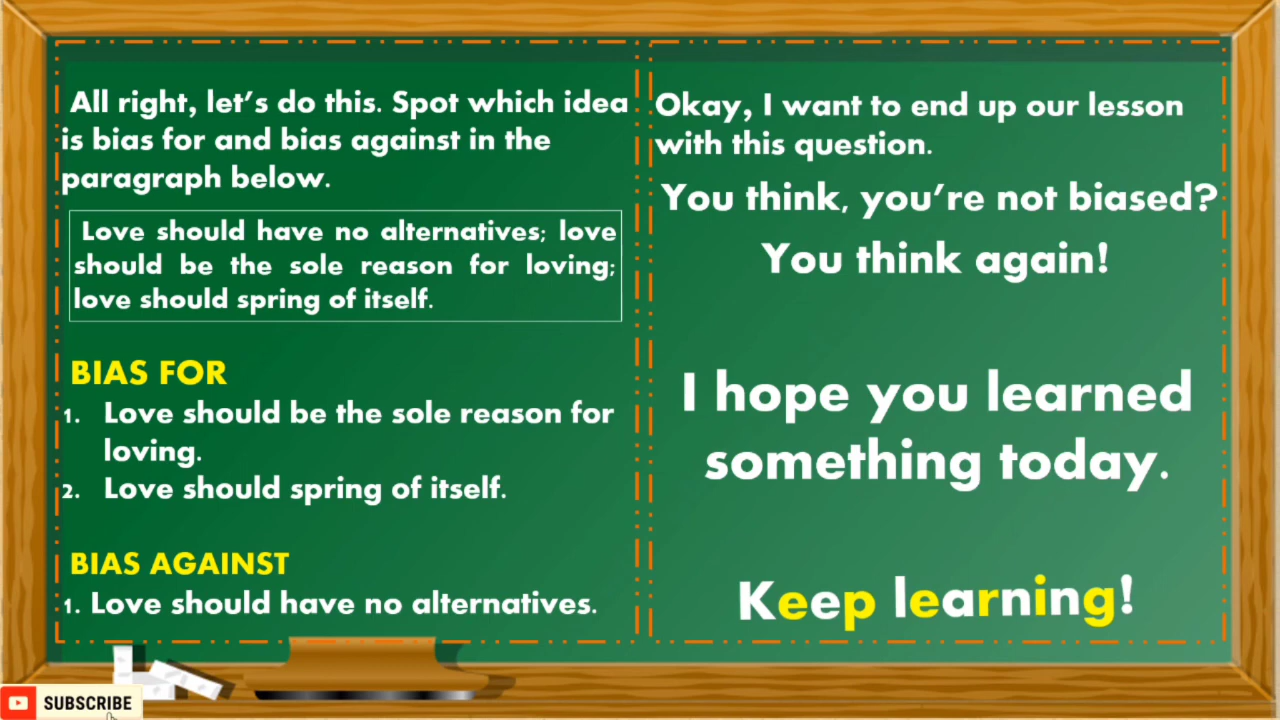 All right, let's do this. Spot which idea
is bias for and bias against in the
paragraph below.
Love should have no alternatives; love
should be the sole reason for loving;
love should spring of itself.
BIAS FOR
1. Love should be the sole reason for
loving.
2. Love should spring of itself.
BIAS AGAINST
1. Love should have no alternatives.
Okay, I want to end up our lesson
with this question.
You think, you're not biased?
You think again!
I hope you learned
something today.
Keep learning!
SUBSCRIBE